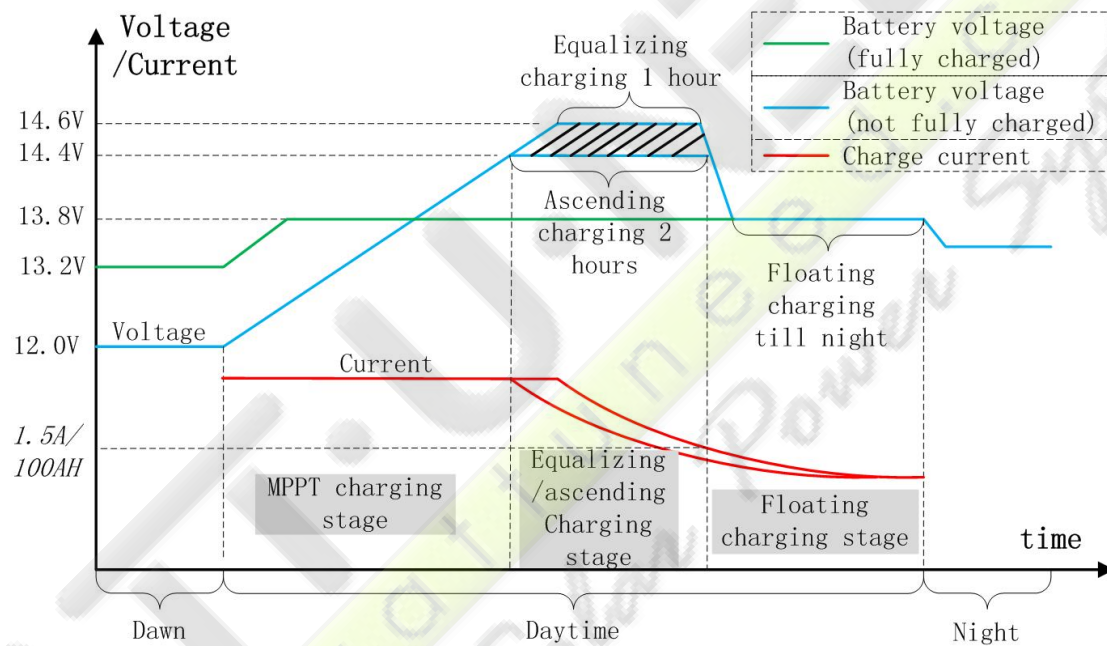 Voltage
/Current
Equalizing
charging 1 hour
Battery voltage
(fully charged)
Battery voltage
(not fully charged)
Charge current
14.6V
14.4V
13.8V
13.2V
12.0V
1.5A/
100AH
Ascending
charging 2
hours
Floating
charging
till night
Voltage
Current
MPPT charging
stage
Equalizing
/ascending
Charging
stage
Floating
charging stage
time
Dawn
Daytime
Night